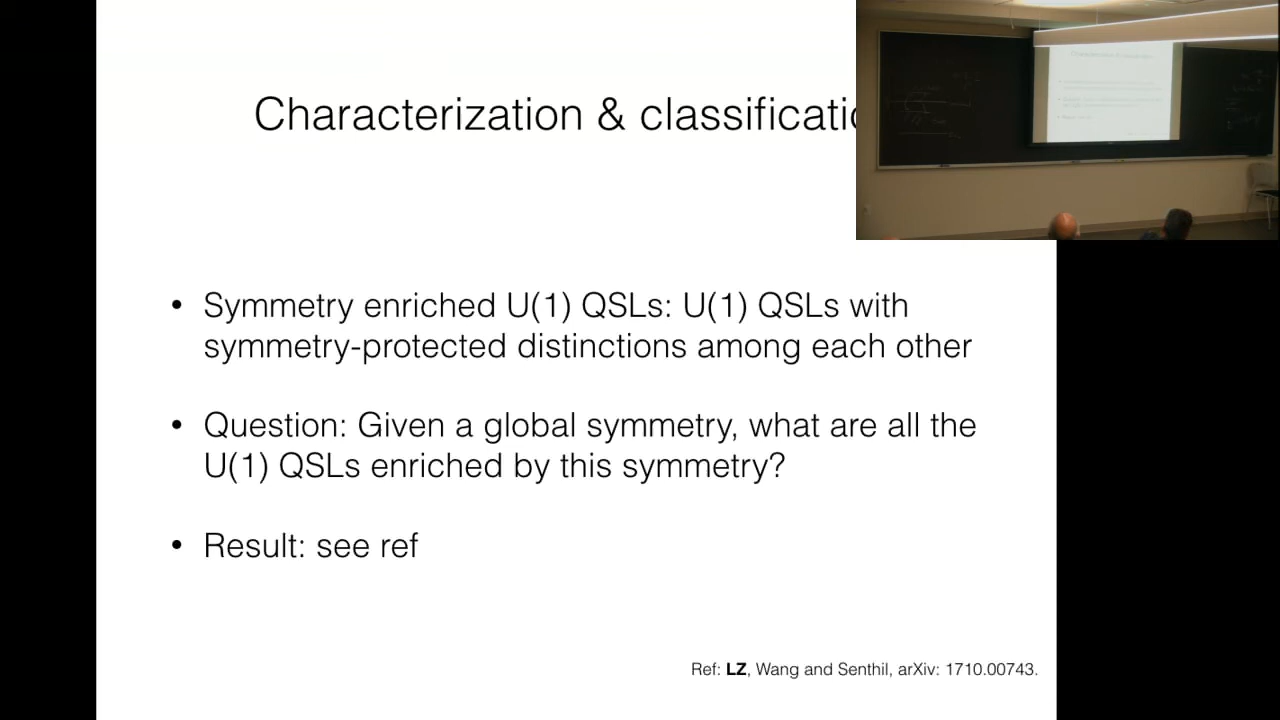 Characterization & classificatio
• Symmetry enriched U(1) QSLs: U(1) QSLs with
symmetry-protected distinctions among each other
• Question: Given a global symmetry, what are all the
U(1) QSLs enriched by this symmetry?
• Result: see ref
Ref: LZ, Wang and Senthil, arXiv: 1710.00743.